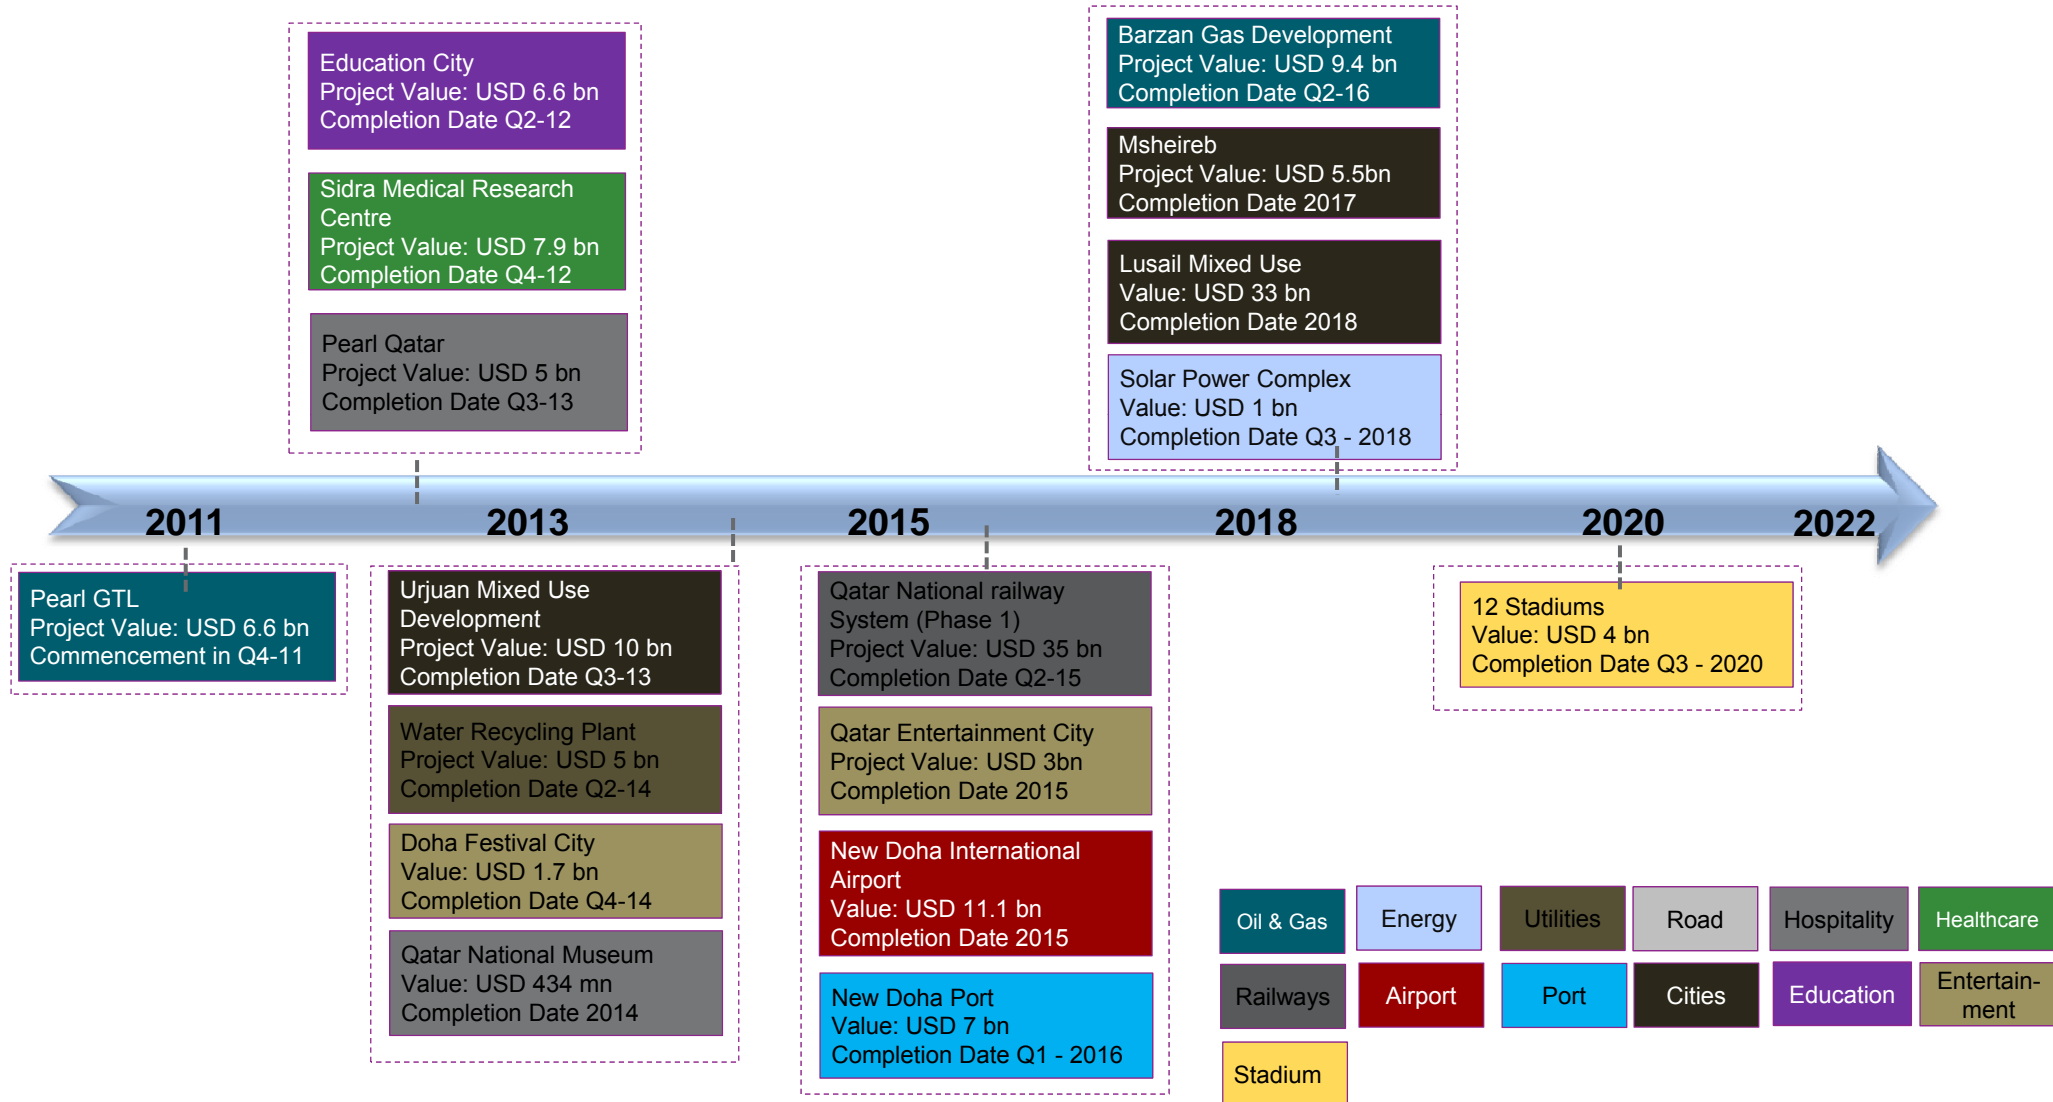 Education City
Project Value: USD 6.6 bn
Completion Date Q2-12
Sidra Medical Research
Centre
Project Value: USD 7.9 bn
Completion Date Q4-12
Pearl Qatar
Project Value: USD 5 bn
Completion Date Q3-13
Barzan Gas Development
Project Value: USD 9.4 bn
Completion Date Q2-16
Msheireb
Project Value: USD 5.5bn
Completion Date 2017
Lusail Mixed Use
Value: USD 33 bn
Completion Date 2018
Solar Power Complex
Value: USD 1 bn
Completion Date Q3 - 2018
2011 2013 2015 2018 2020 2022
Pearl GTL
Project Value: USD 6.6 bn
Commencement in Q4-11
Urjuan Mixed Use
Development
Project Value: USD 10 bn
Completion Date Q3-13
Water Recycling Plant
Project Value: USD 5 bn
Completion Date Q2-14
Doha Festival City
Value: USD 1.7 bn
Completion Date Q4-14
Qatar National Museum
Value: USD 434 mn
Completion Date 2014
Qatar National railway
System (Phase 1)
Project Value: USD 35 bn
Completion Date Q2-15
Qatar Entertainment City
Project Value: USD 3bn
Completion Date 2015
New Doha International
Airport
Value: USD 11.1 bn
Completion Date 2015
New Doha Port
Value: USD 7 bn
Completion Date Q1 - 2016
12 Stadiums
Value: USD 4 bn
Completion Date Q3 - 2020
Oil & Gas
Energy
Utilities
Road
Hospitality
Healthcare
Railways
Airport
Port
Cities
Education
Entertain-
ment
Stadium